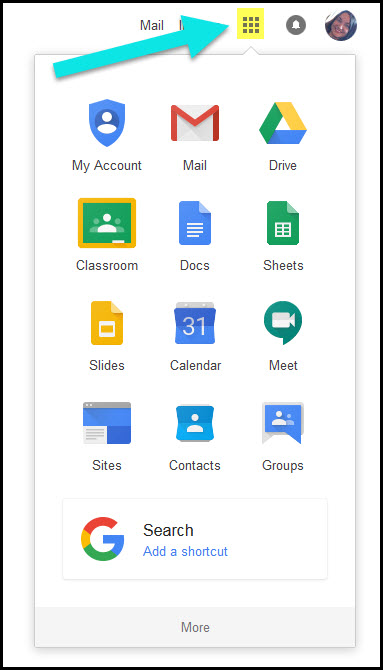 Mail
My Account Mail Drive
Classroom Docs Sheets
31
Slides Calendar Meet
Sites Contacts Groups
G
Search
Add a shortcut
More